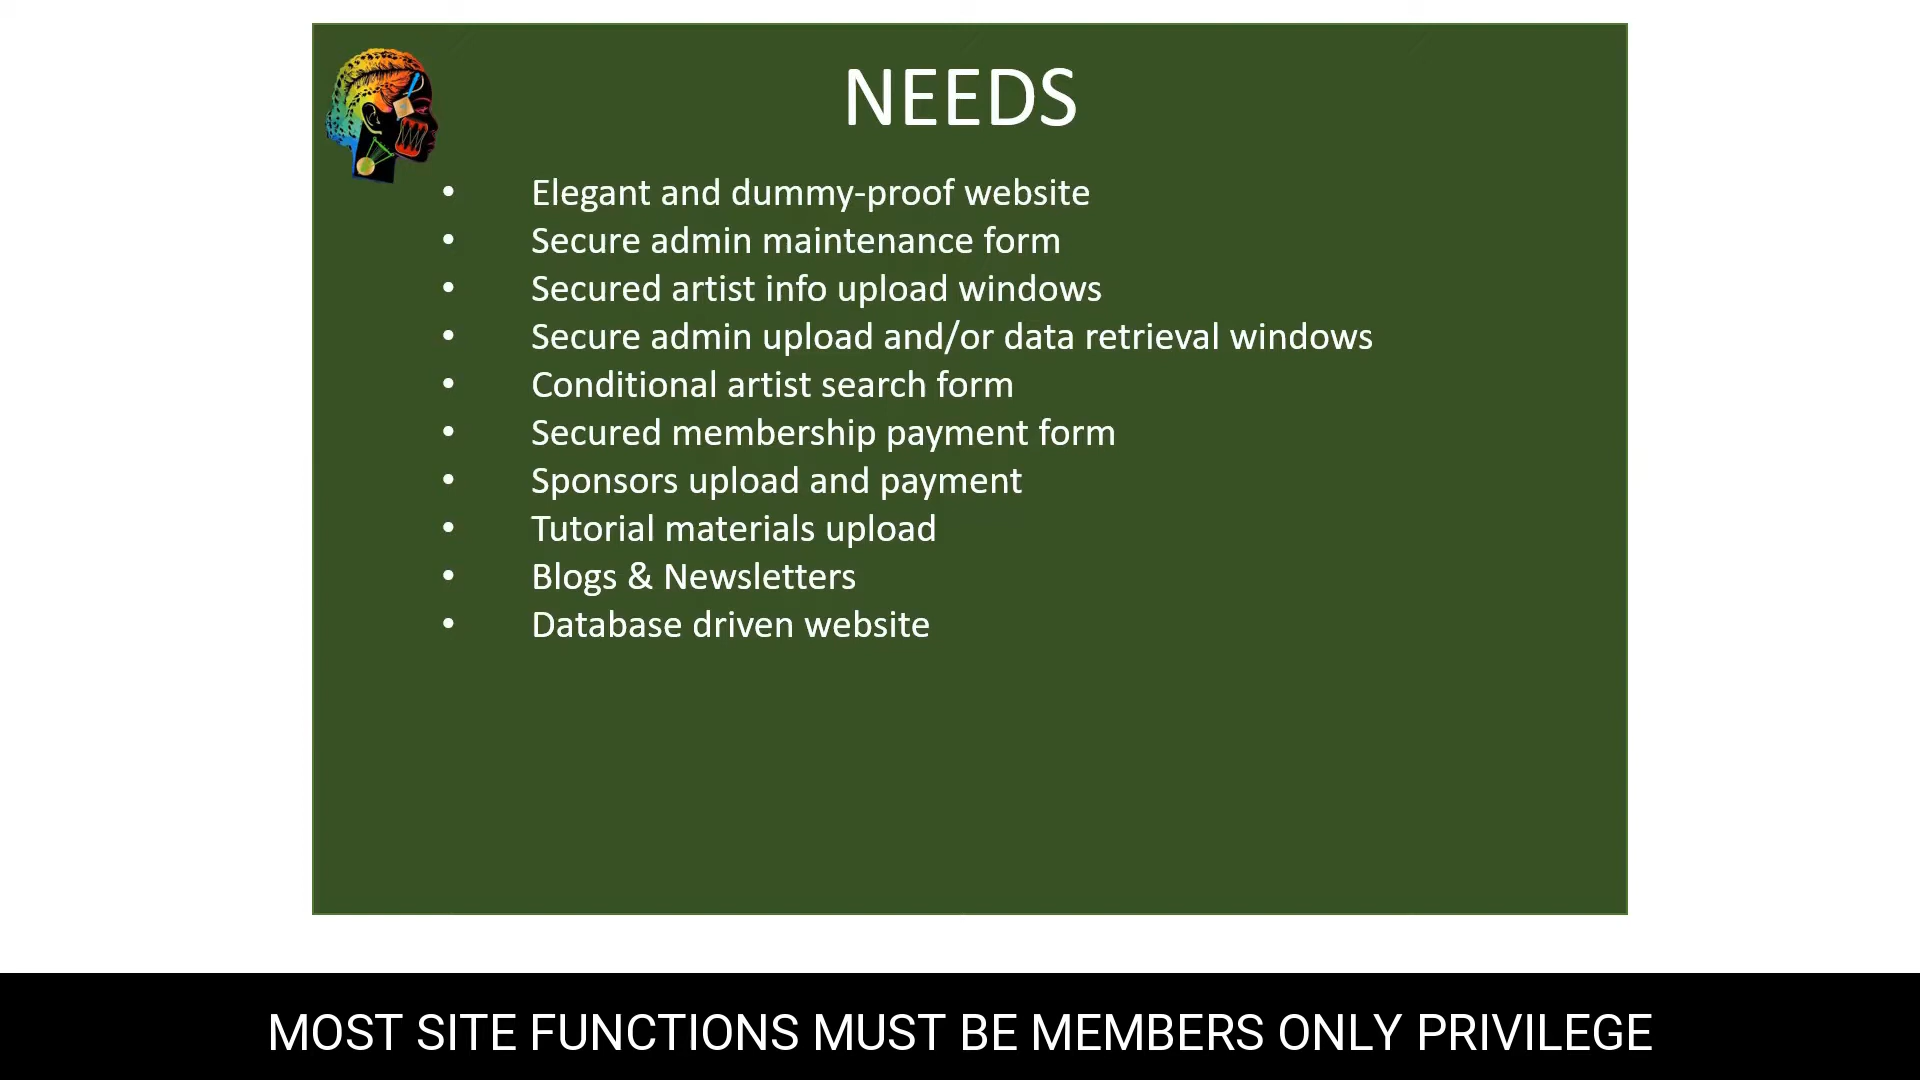 NEEDS
• Elegant and dummy-proof website
• Secure admin maintenance form
• Secured artist info upload windows
• Secure admin upload and/or data retrieval windows
• Conditional artist search form
• Secured membership payment form
• Sponsors upload and payment
• Tutorial materials upload
• Blogs & Newsletters
• Database driven website
MOST SITE FUNCTIONS MUST BE MEMBERS ONLY PRIVILEGE